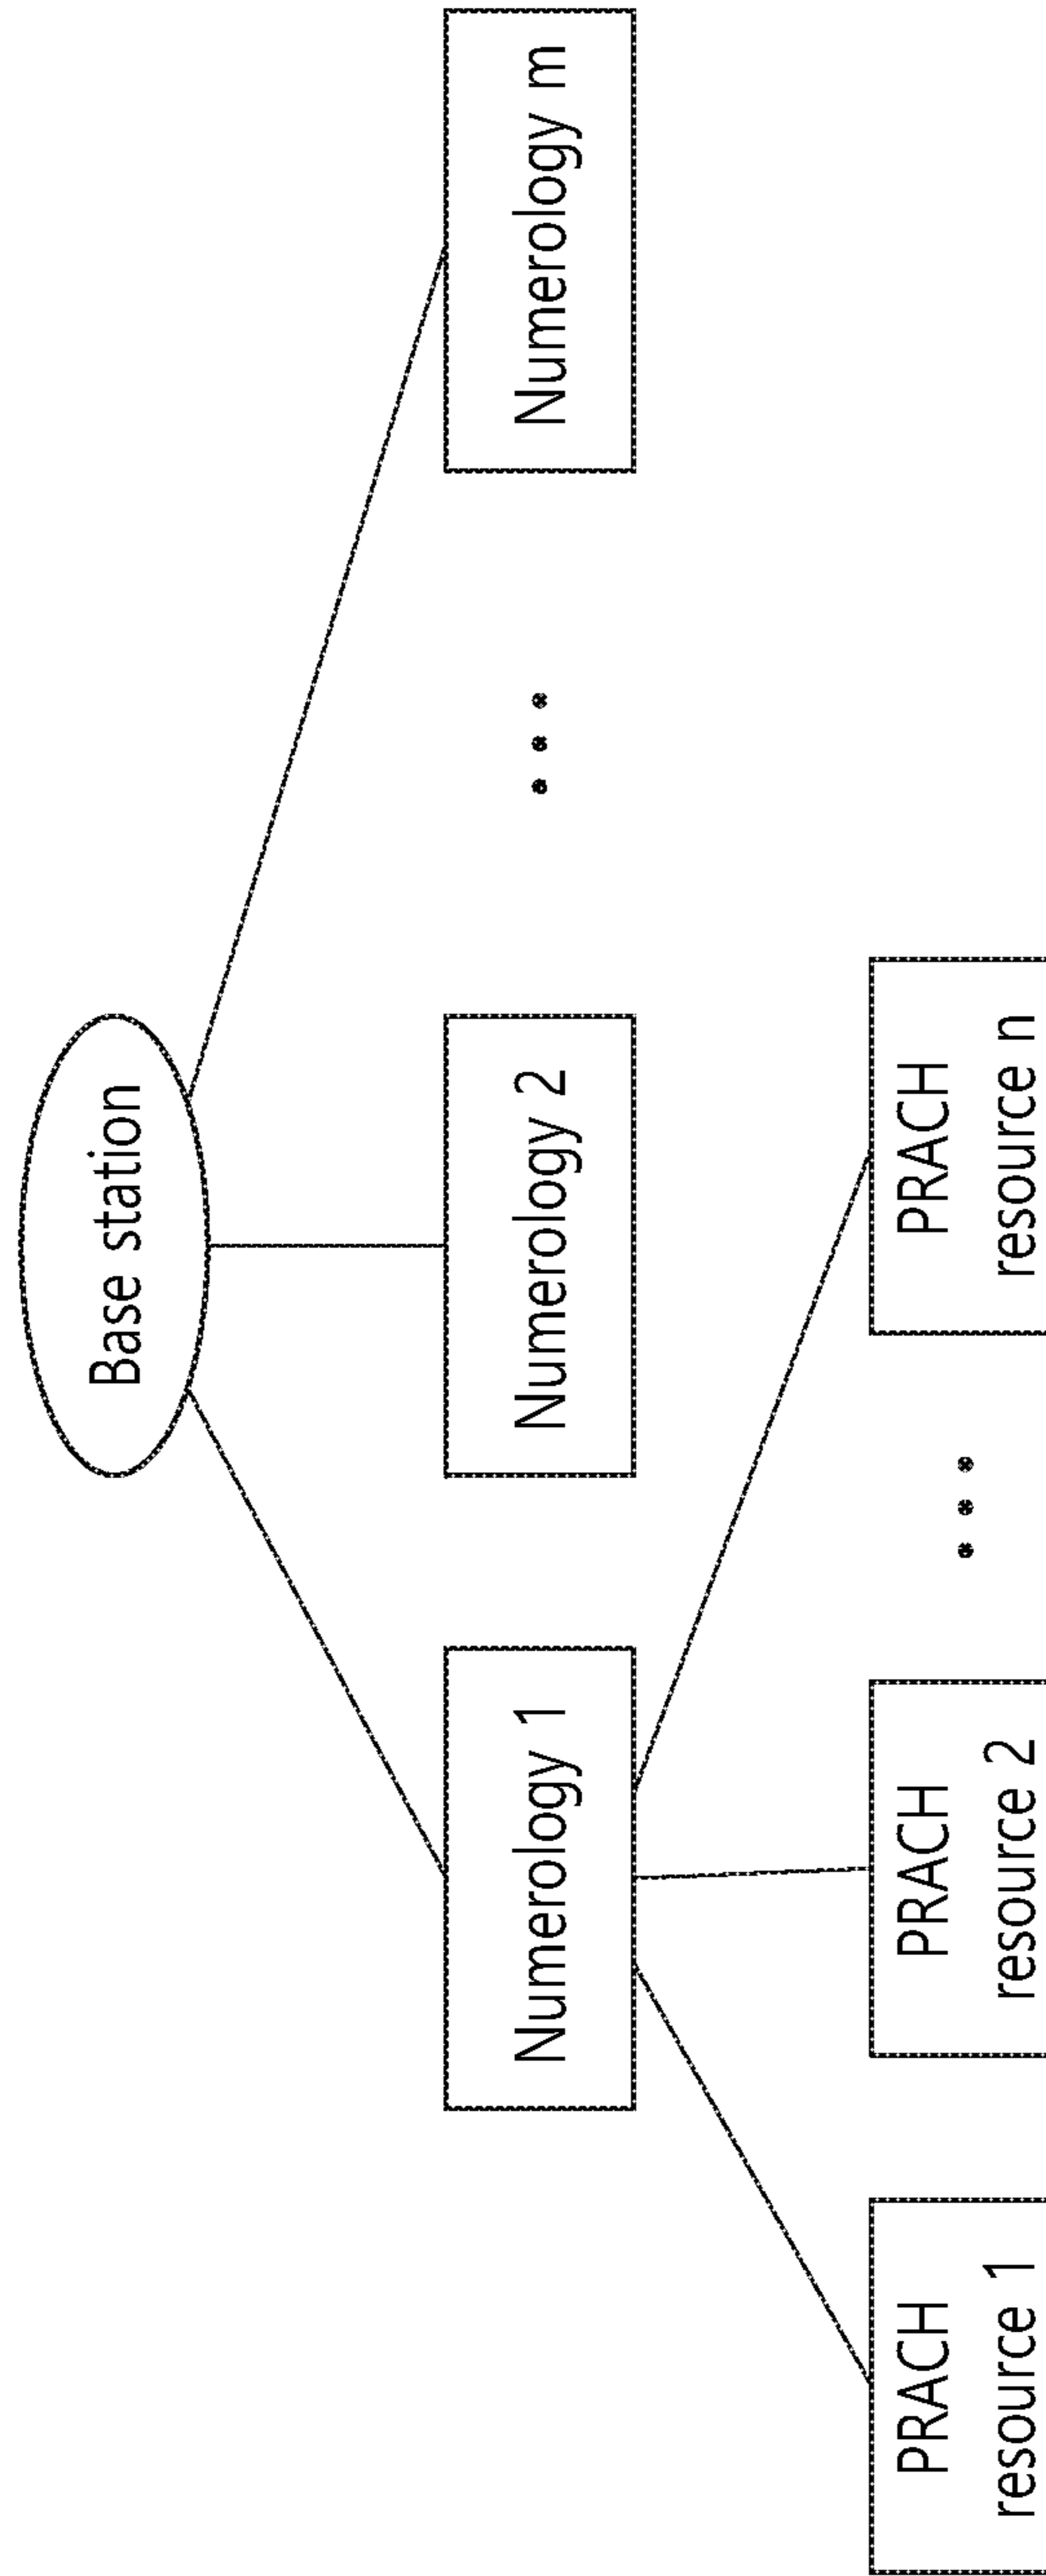 Base station
Numerology 1
Numerology 2
• • •
Numerology m
PRACH
resource 1
PRACH
resource 2
• • •
PRACH
resource n